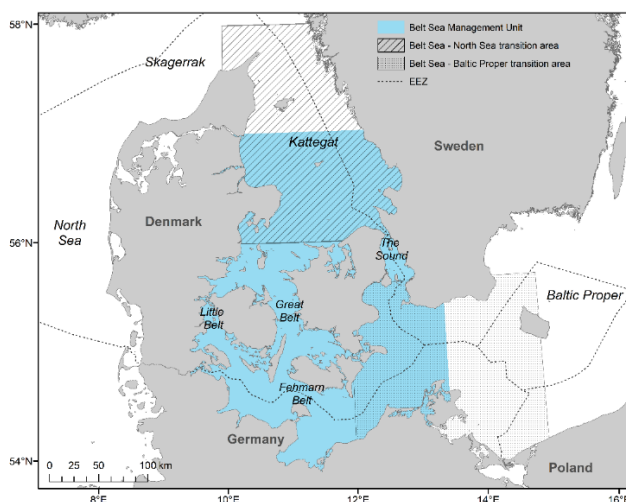 58°N
56°N
54°N
8°E
10°E
12°E
14°E
16°E
Belt Sea Management Unit
Belt Sea - North Sea transition area
Belt Sea - Baltic Proper transition area
EEZ
Skagerrak
Kattegat
Sweden
North
Sea
Denmark
The
Sound
Baltic Proper
Little
Belt
Great
Belt
Fehmarn
Belt
Germany
Poland
0 25 50 100 km